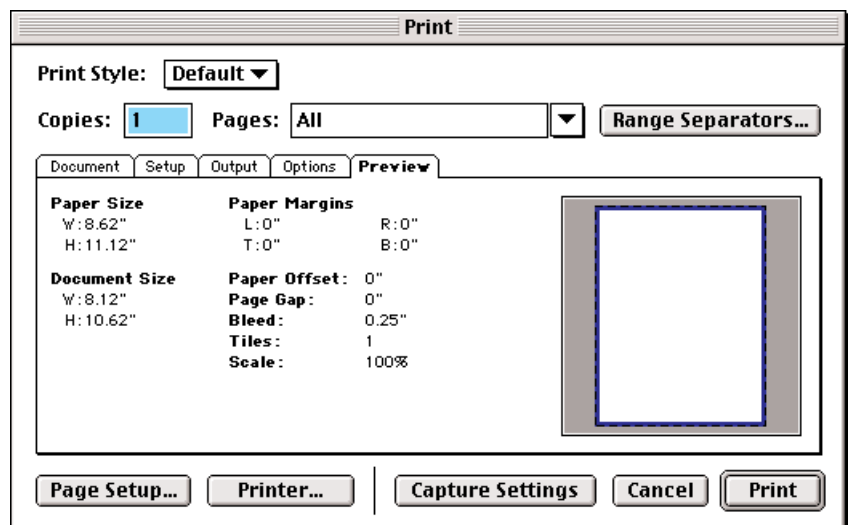 Print
Print Style: Default
Copies: 1 Pages: All Range Separators...
Document Setup Output Options Preview
Paper Size Paper Margins
W:8.62" L:0" R:0"
H:11.12" T:0" B:0"
Document Size Paper Offset: 0"
W:8.12" Page Gap: 0"
H:10.62" Bleed: 0.25"
Tiles: 1
Scale: 100%
Page Setup... Printer... Capture Settings Cancel Print